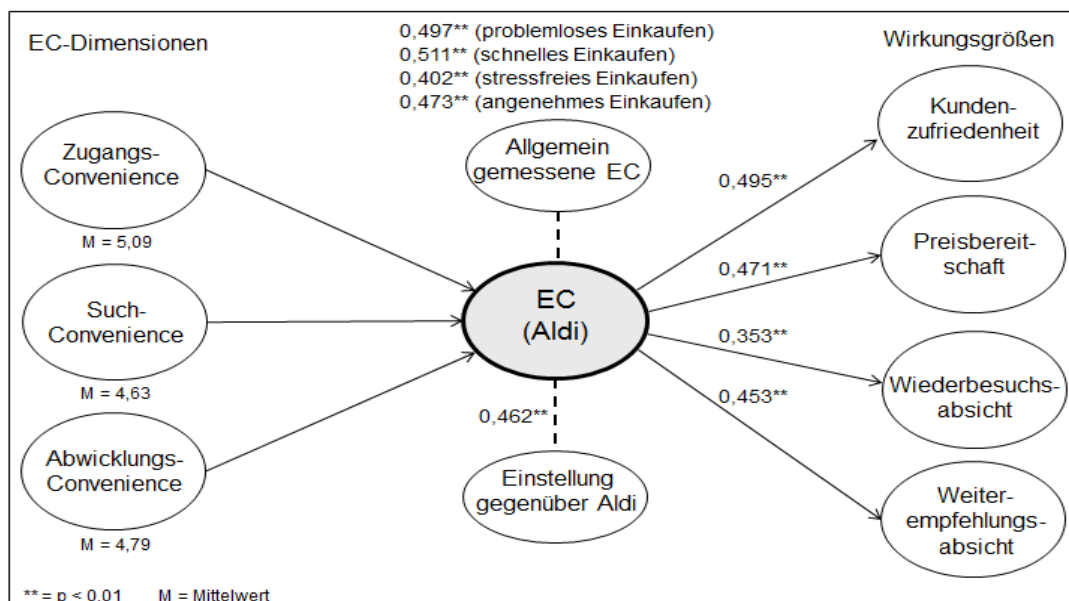 EC-Dimensionen
0,497** (problemloses Einkaufen)
0,511** (schnelles Einkaufen)
0,402** (stressfreies Einkaufen)
0,473** (angenehmes Einkaufen)
Wirkungsgrößen
Zugangs-
Convenience
M = 5,09
Such-
Convenience
M = 4,63
Abwicklungs-
Convenience
M = 4,79
Allgemein
gemessene EC
EC
(Aldi)
0,462**
Einstellung
gegenüber Aldi
0,495**
0,471**
0,353**
0,453**
Kunden-
zufriedenheit
Preisbereit-
schaft
Wiederbesuchs-
absicht
Weiter-
empfehlungs-
absicht
** = p ≤ 0,01 M = Mittelwert